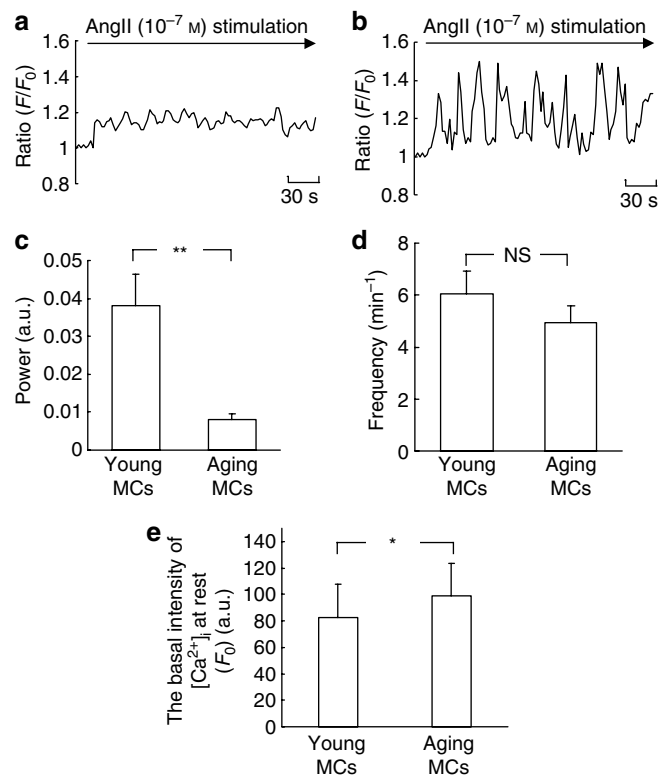 a
AngII (10⁻⁷ M) stimulation
1.6
1.4
1.2
1
0.8
Ratio (F/F₀)
30 s
b
AngII (10⁻⁷ M) stimulation
1.6
1.4
1.2
1
0.8
Ratio (F/F₀)
30 s
c
**
0.05
0.04
0.03
0.02
0.01
0
Power (a.u.)
Young
MCs
Aging
MCs
d
NS
8
6
4
2
0
Frequency (min⁻¹)
Young
MCs
Aging
MCs
e
*
140
120
100
80
60
40
20
0
The basal intensity of
[Ca²⁺]ᵢ at rest
(F₀) (a.u.)
Young
MCs
Aging
MCs